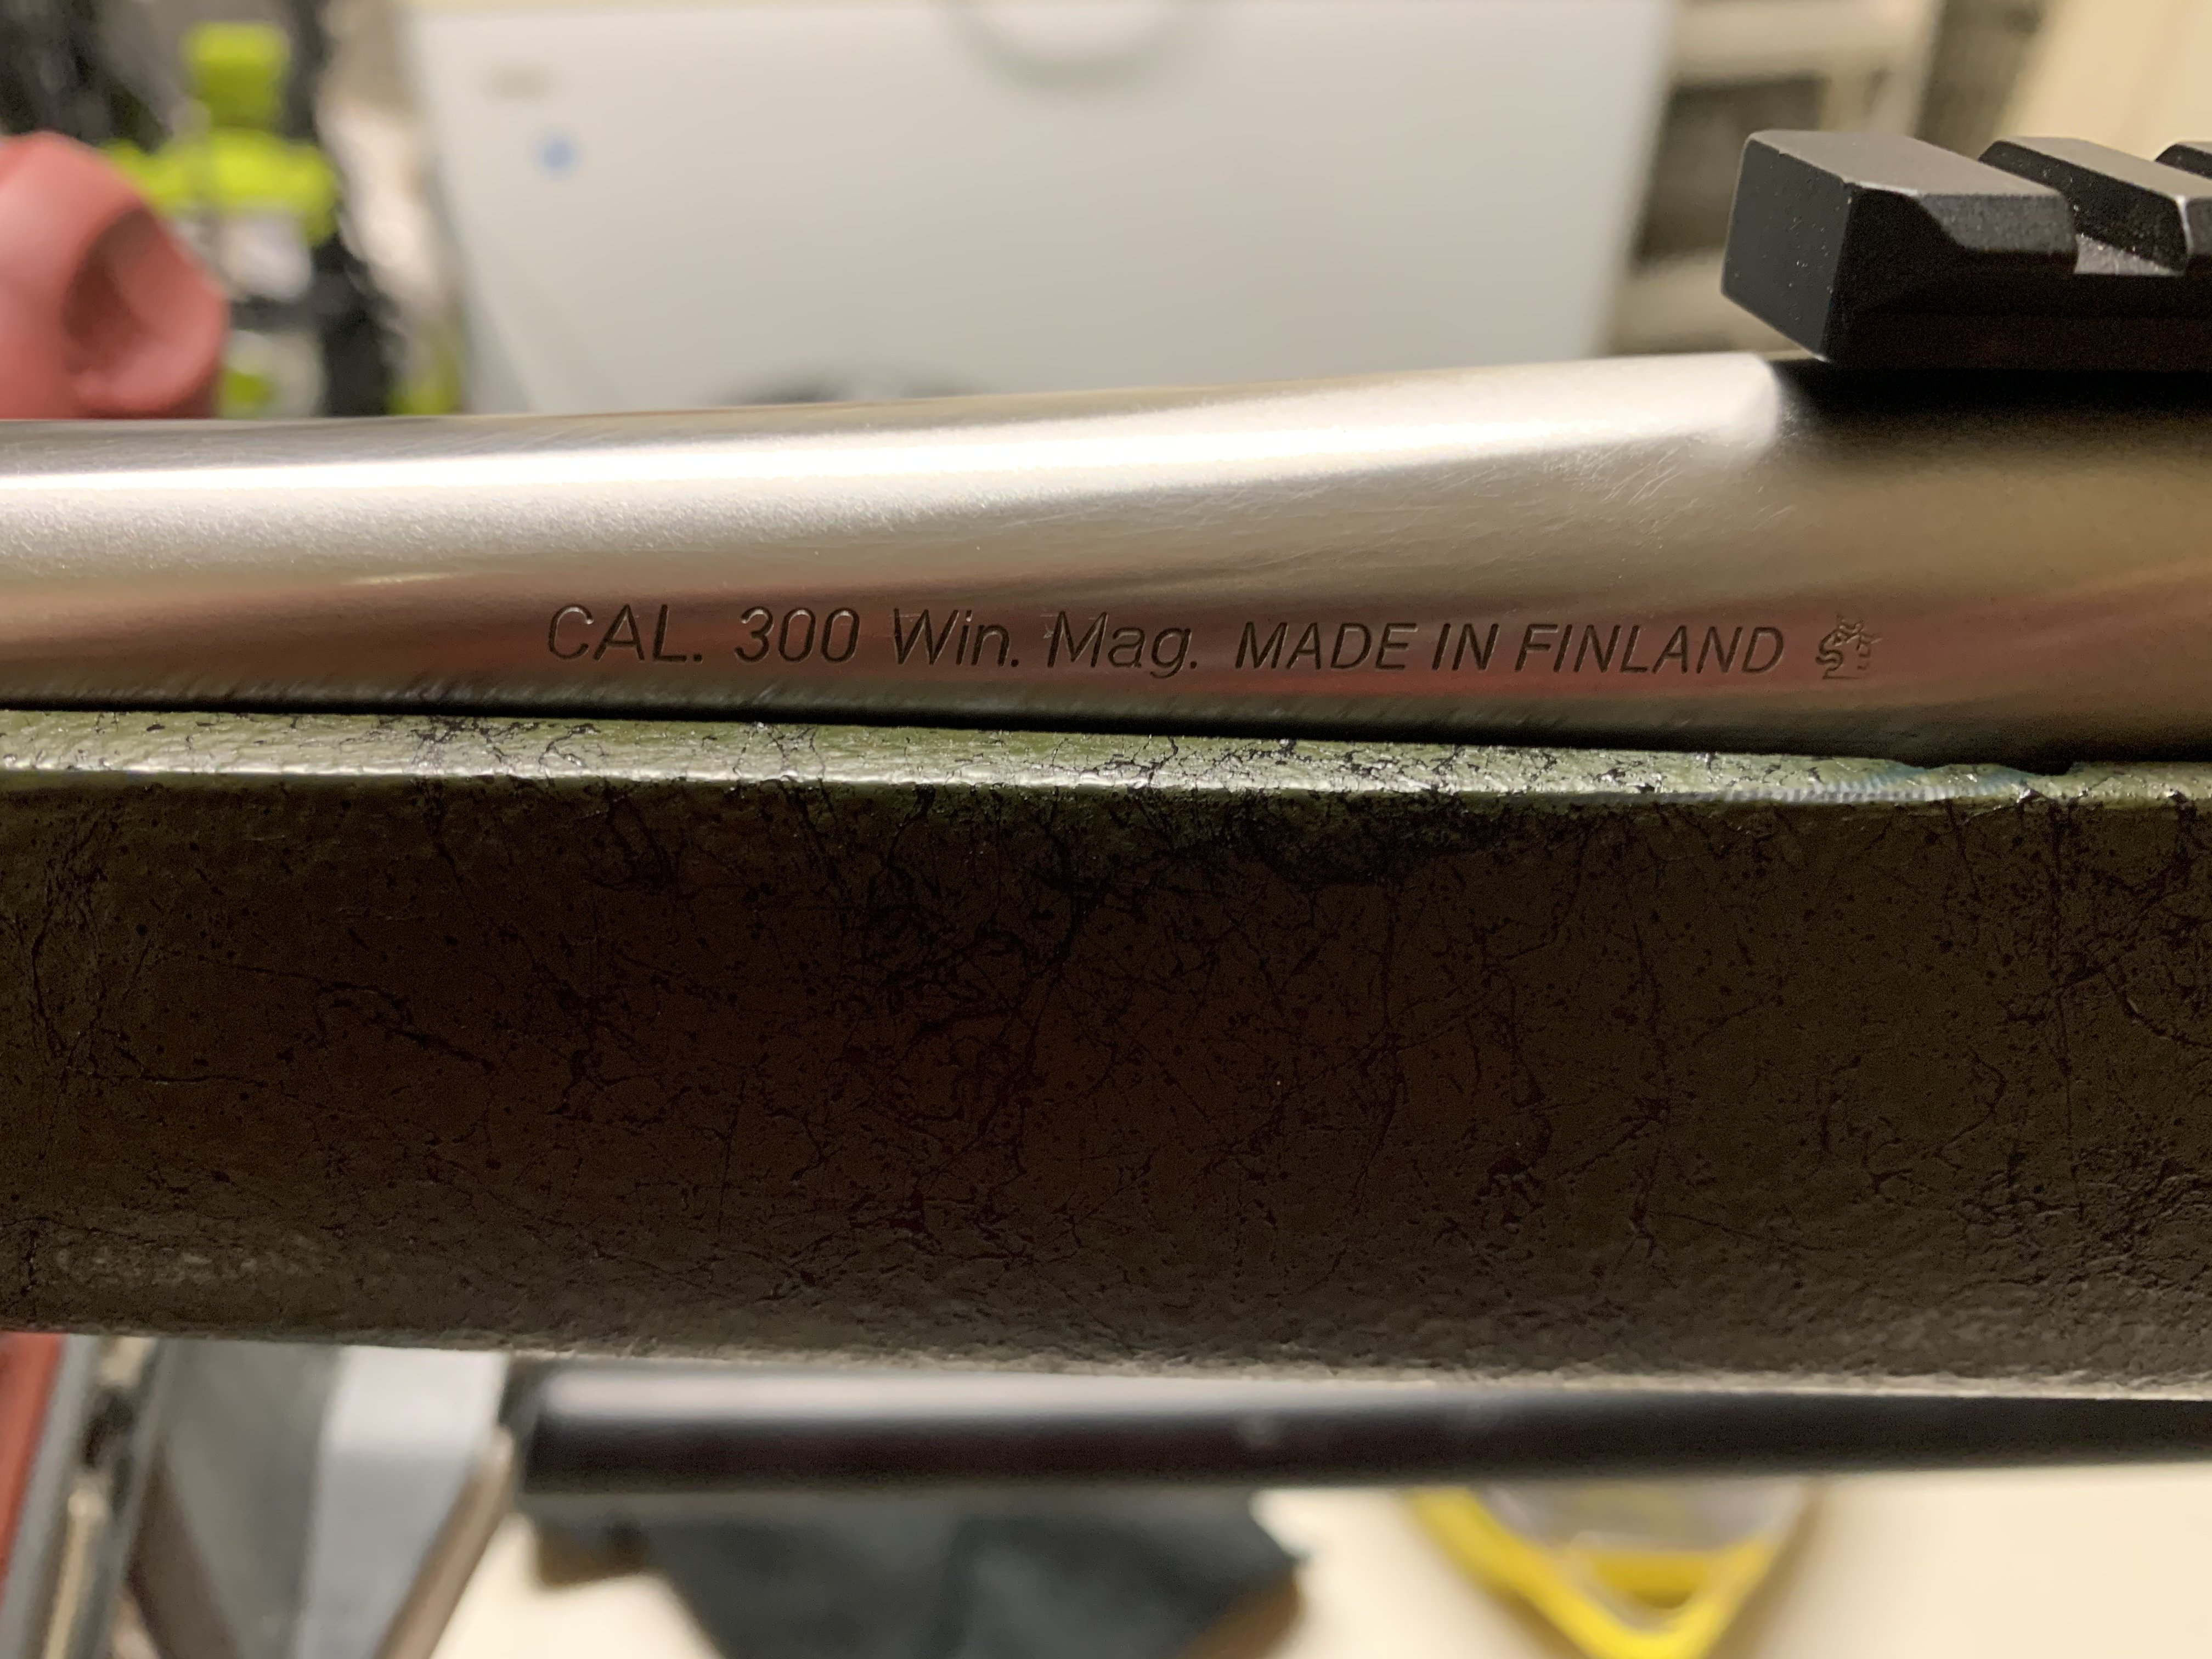 CAL. 300 Win. Mag. MADE IN FINLAND